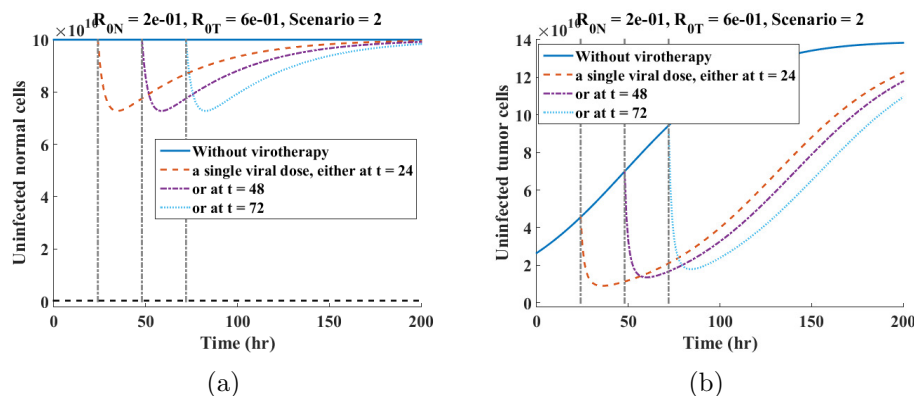 R0N = 2e-01, R0T = 6e-01, Scenario = 2
×10^10
10
8
6
4
2
0
Uninfected normal cells
Without virotherapy
a single viral dose, either at t = 24
or at t = 48
or at t = 72
0 50 100 150 200
Time (hr)
(a)
R0N = 2e-01, R0T = 6e-01, Scenario = 2
×10^10
14
12
10
8
6
4
2
0
Uninfected tumor cells
Without virotherapy
a single viral dose, either at t = 24
or at t = 48
or at t = 72
0 50 100 150 200
Time (hr)
(b)